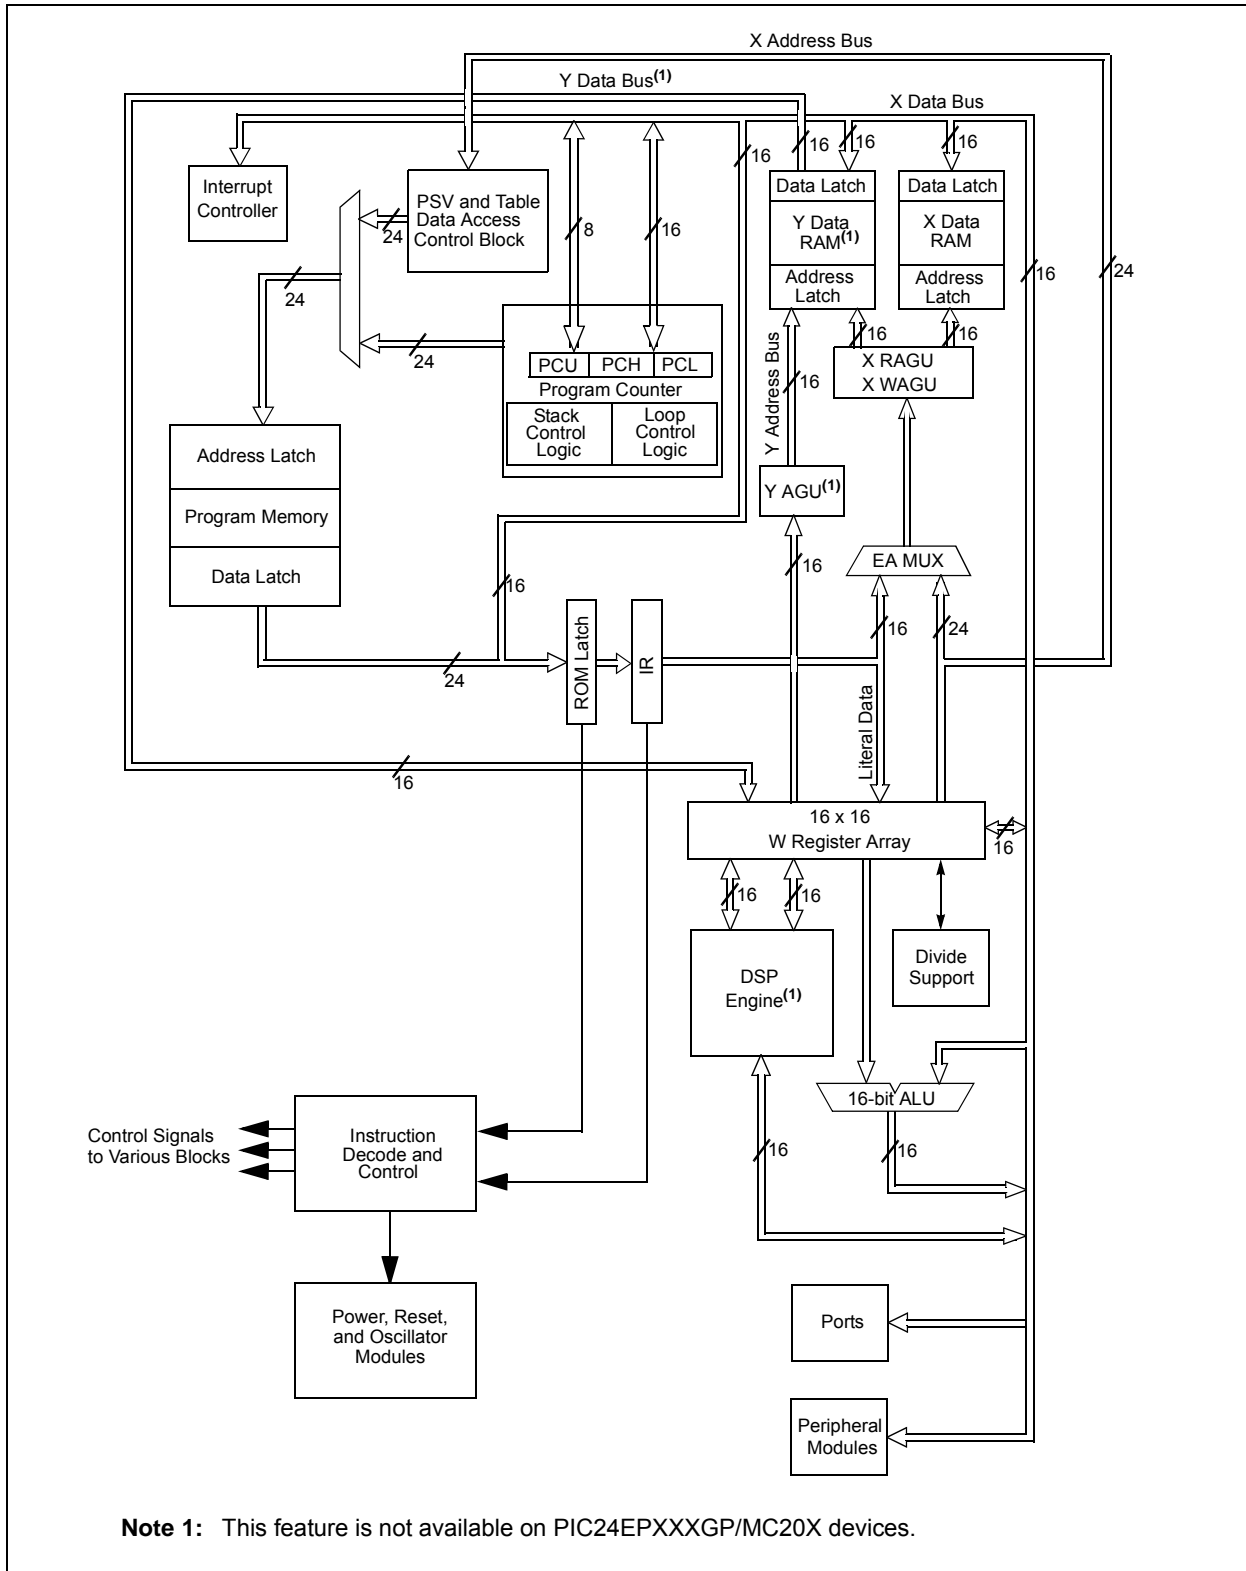 X Address Bus
Y Data Bus(1)
X Data Bus
16
16
16
16
Interrupt
Controller
PSV and Table
Data Access
Control Block
24
8
16
Data Latch
Y Data
RAM(1)
Address
Latch
Data Latch
X Data
RAM
Address
Latch
16
24
24
24
16
16
PCU
PCH
PCL
Program Counter
Stack
Control
Logic
Loop
Control
Logic
Y Address Bus
16
X RAGU
X WAGU
Address Latch
Program Memory
Data Latch
Y AGU(1)
EA MUX
16
16
16
24
24
ROM Latch
IR
Literal Data
16
16 x 16
W Register Array
16
16
16
DSP
Engine(1)
Divide
Support
16-bit ALU
16
16
Control Signals
to Various Blocks
Instruction
Decode and
Control
Power, Reset,
and Oscillator
Modules
Ports
Peripheral
Modules
Note 1: This feature is not available on PIC24EPXXXGP/MC20X devices.